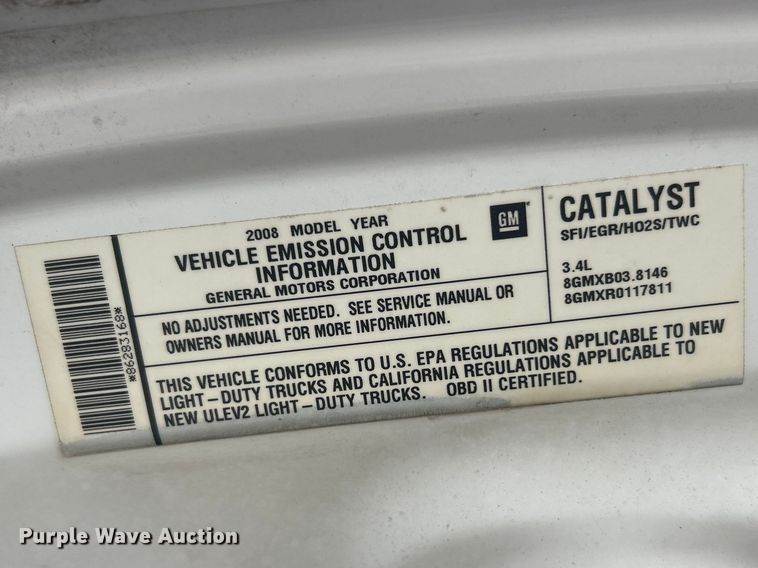 2008 MODEL YEAR
VEHICLE EMISSION CONTROL
INFORMATION
GENERAL MOTORS CORPORATION
GM
CATALYST
SFI/EGR/HO2S/TWC
3.4L
8GMXB03.8146
8GMXR0117811
NO ADJUSTMENTS NEEDED. SEE SERVICE MANUAL OR
OWNERS MANUAL FOR MORE INFORMATION.
THIS VEHICLE CONFORMS TO U.S. EPA REGULATIONS APPLICABLE TO NEW
LIGHT-DUTY TRUCKS AND CALIFORNIA REGULATIONS APPLICABLE TO
NEW ULEV2 LIGHT-DUTY TRUCKS. OBD II CERTIFIED.
*86283168*
Purple Wave Auction